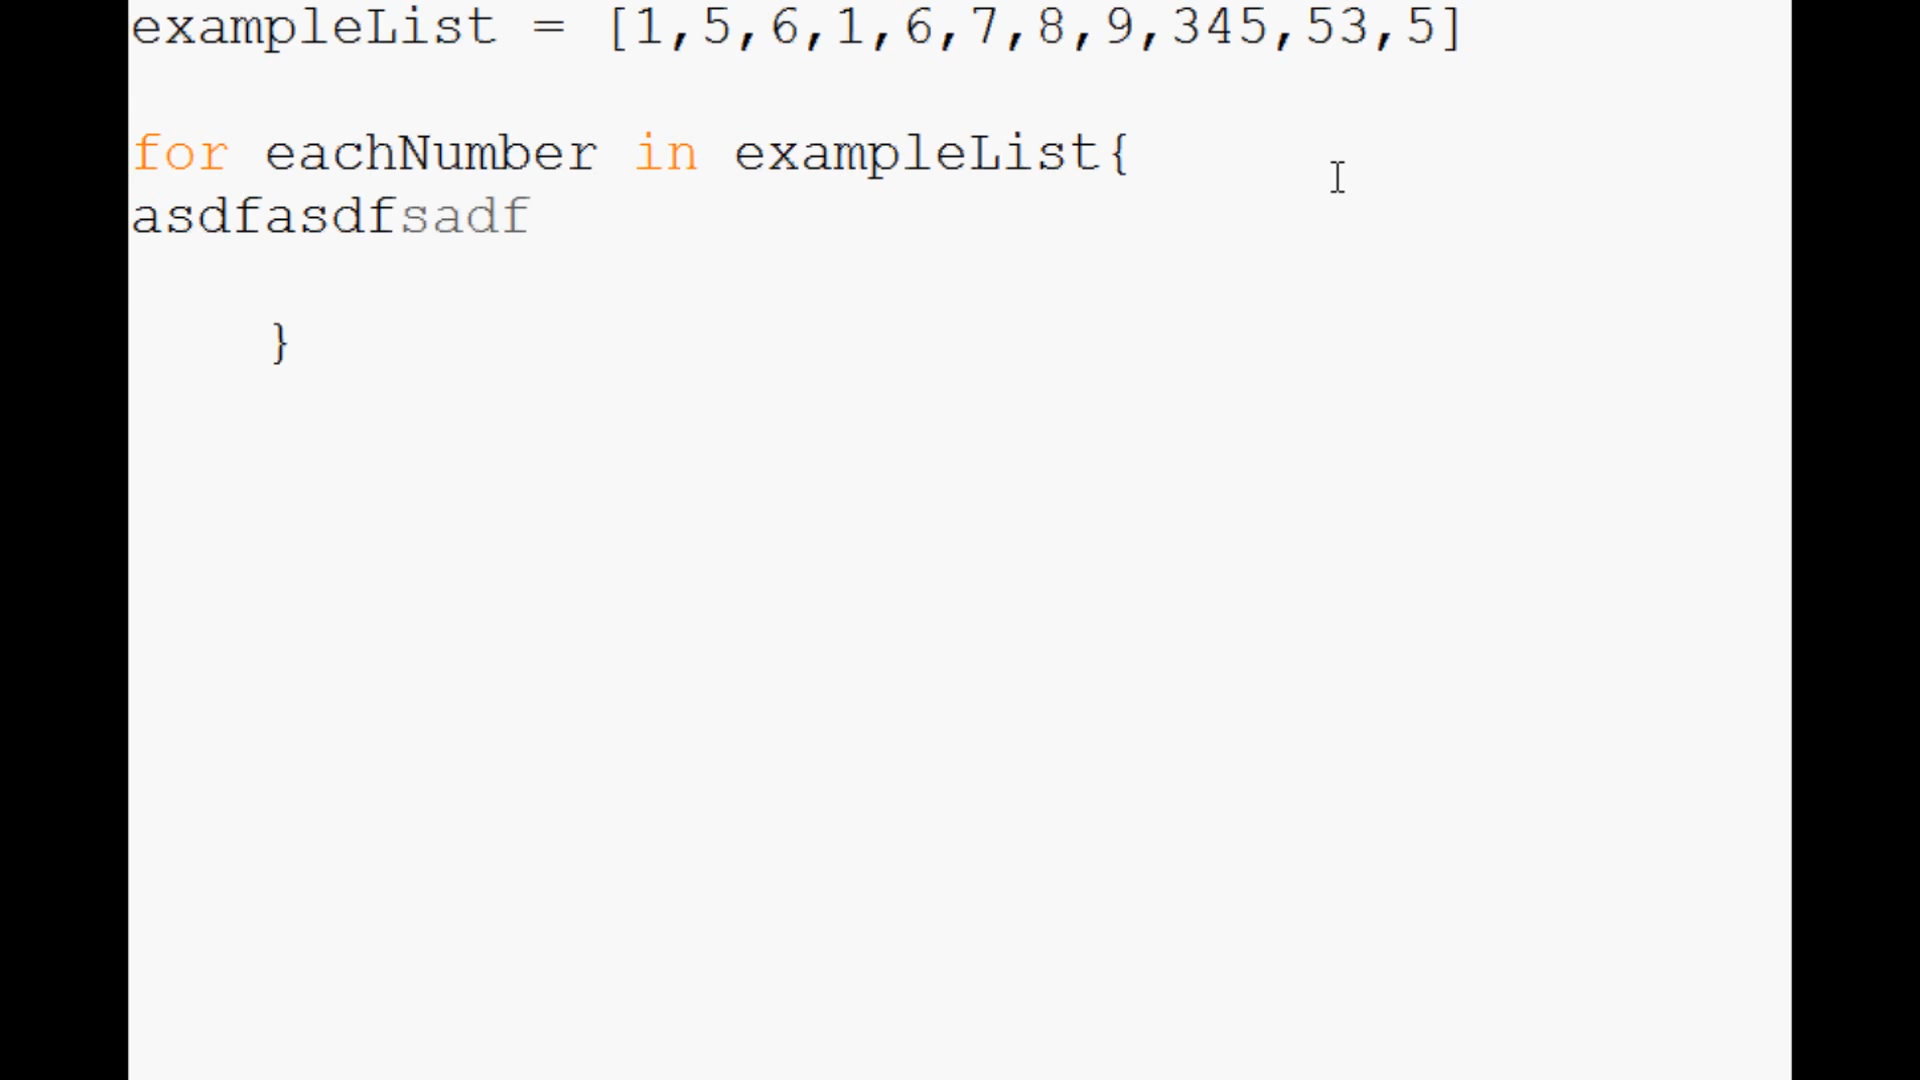 exampleList = [1,5,6,1,6,7,8,9,345,53,5]
for eachNumber in exampleList{
asdfasdfsadf
}